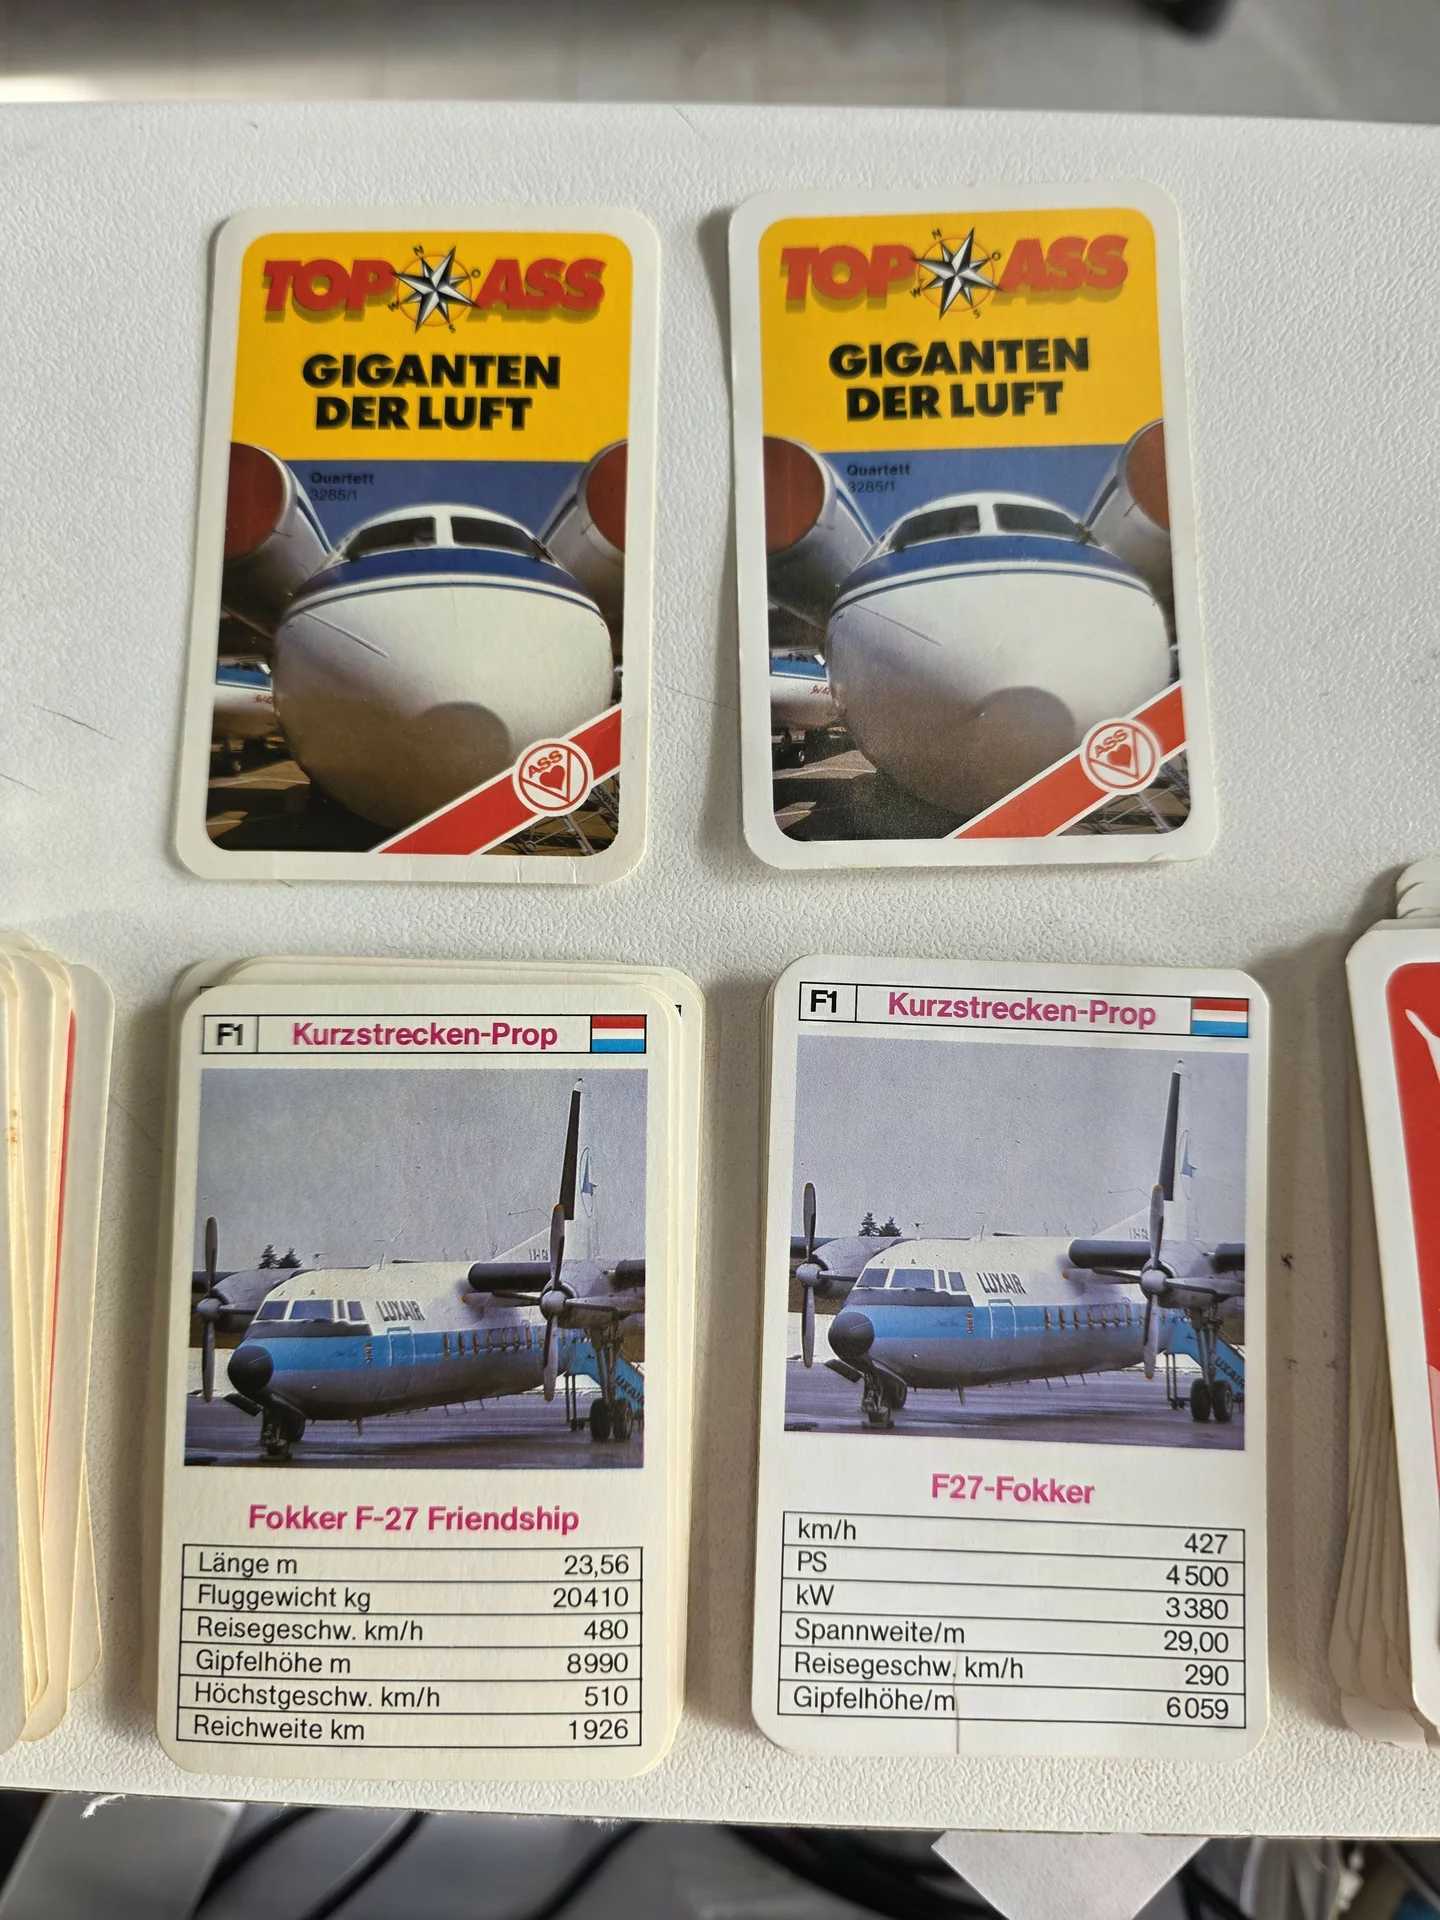 N
TOP ASS
O
W
S
GIGANTEN
DER LUFT
Quartett
3285/1
ASS
N
TOP ASS
O
W
S
GIGANTEN
DER LUFT
Quartett
3285/1
ASS
F1 Kurzstrecken-Prop
LUXAIR
LUXAIR
Fokker F-27 Friendship
Länge m 23,56
Fluggewicht kg 20410
Reisegeschw. km/h 480
Gipfelhöhe m 8990
Höchstgeschw. km/h 510
Reichweite km 1926
F1 Kurzstrecken-Prop
LUXAIR
LUXAIR
F27-Fokker
km/h 427
PS 4500
kW 3380
Spannweite/m 29,00
Reisegeschw. km/h 290
Gipfelhöhe/m 6059